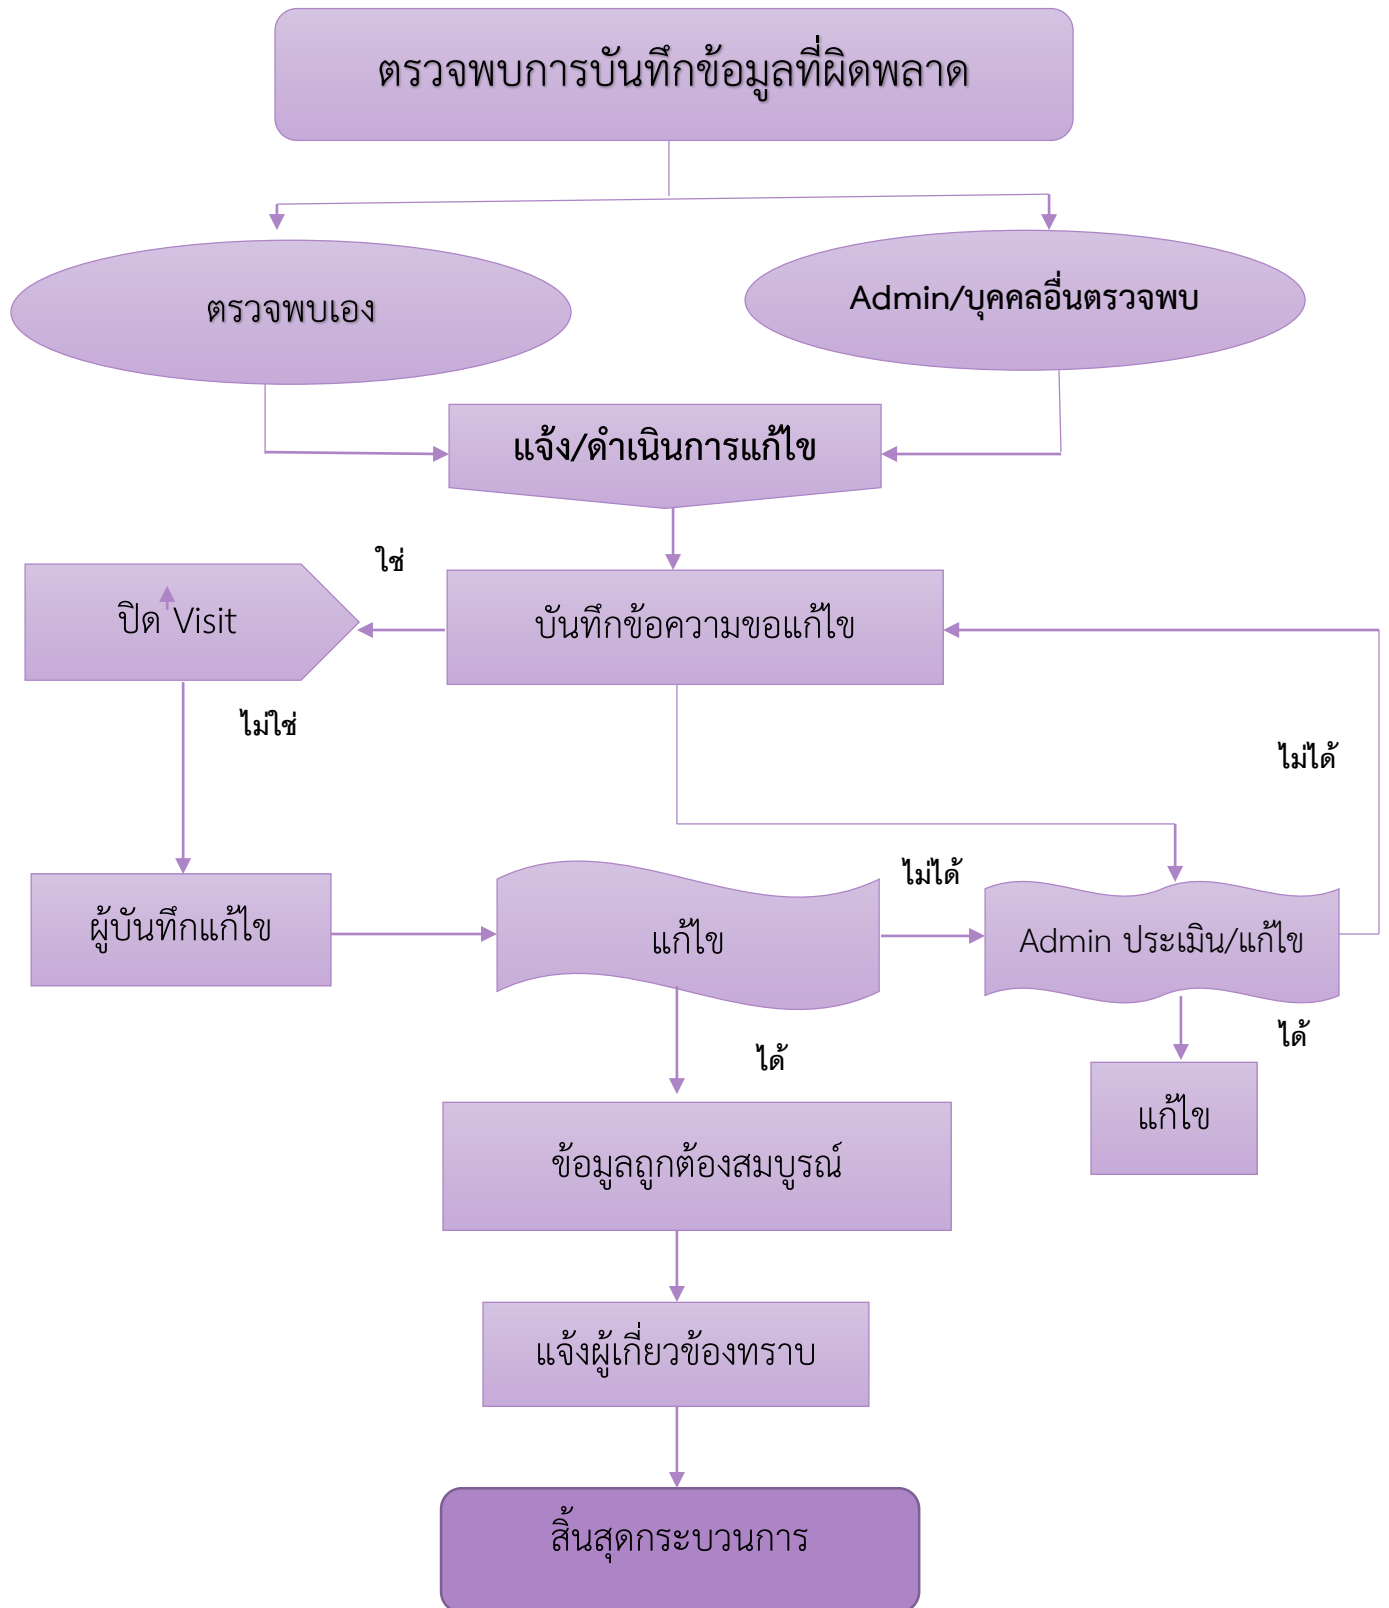 ตรวจพบการบันทึกข้อมูลที่ผิดพลาด
ตรวจพบเอง
Admin/บุคคลอื่นตรวจพบ
แจ้ง/ดำเนินการแก้ไข
ใช่
ปิด Visit
บันทึกข้อความขอแก้ไข
ไม่ใช่
ไม่ได้
ผู้บันทึกแก้ไข
แก้ไข
ไม่ได้
Admin ประเมิน/แก้ไข
ได้
ได้
แก้ไข
ข้อมูลถูกต้องสมบูรณ์
แจ้งผู้เกี่ยวข้องทราบ
สิ้นสุดกระบวนการ